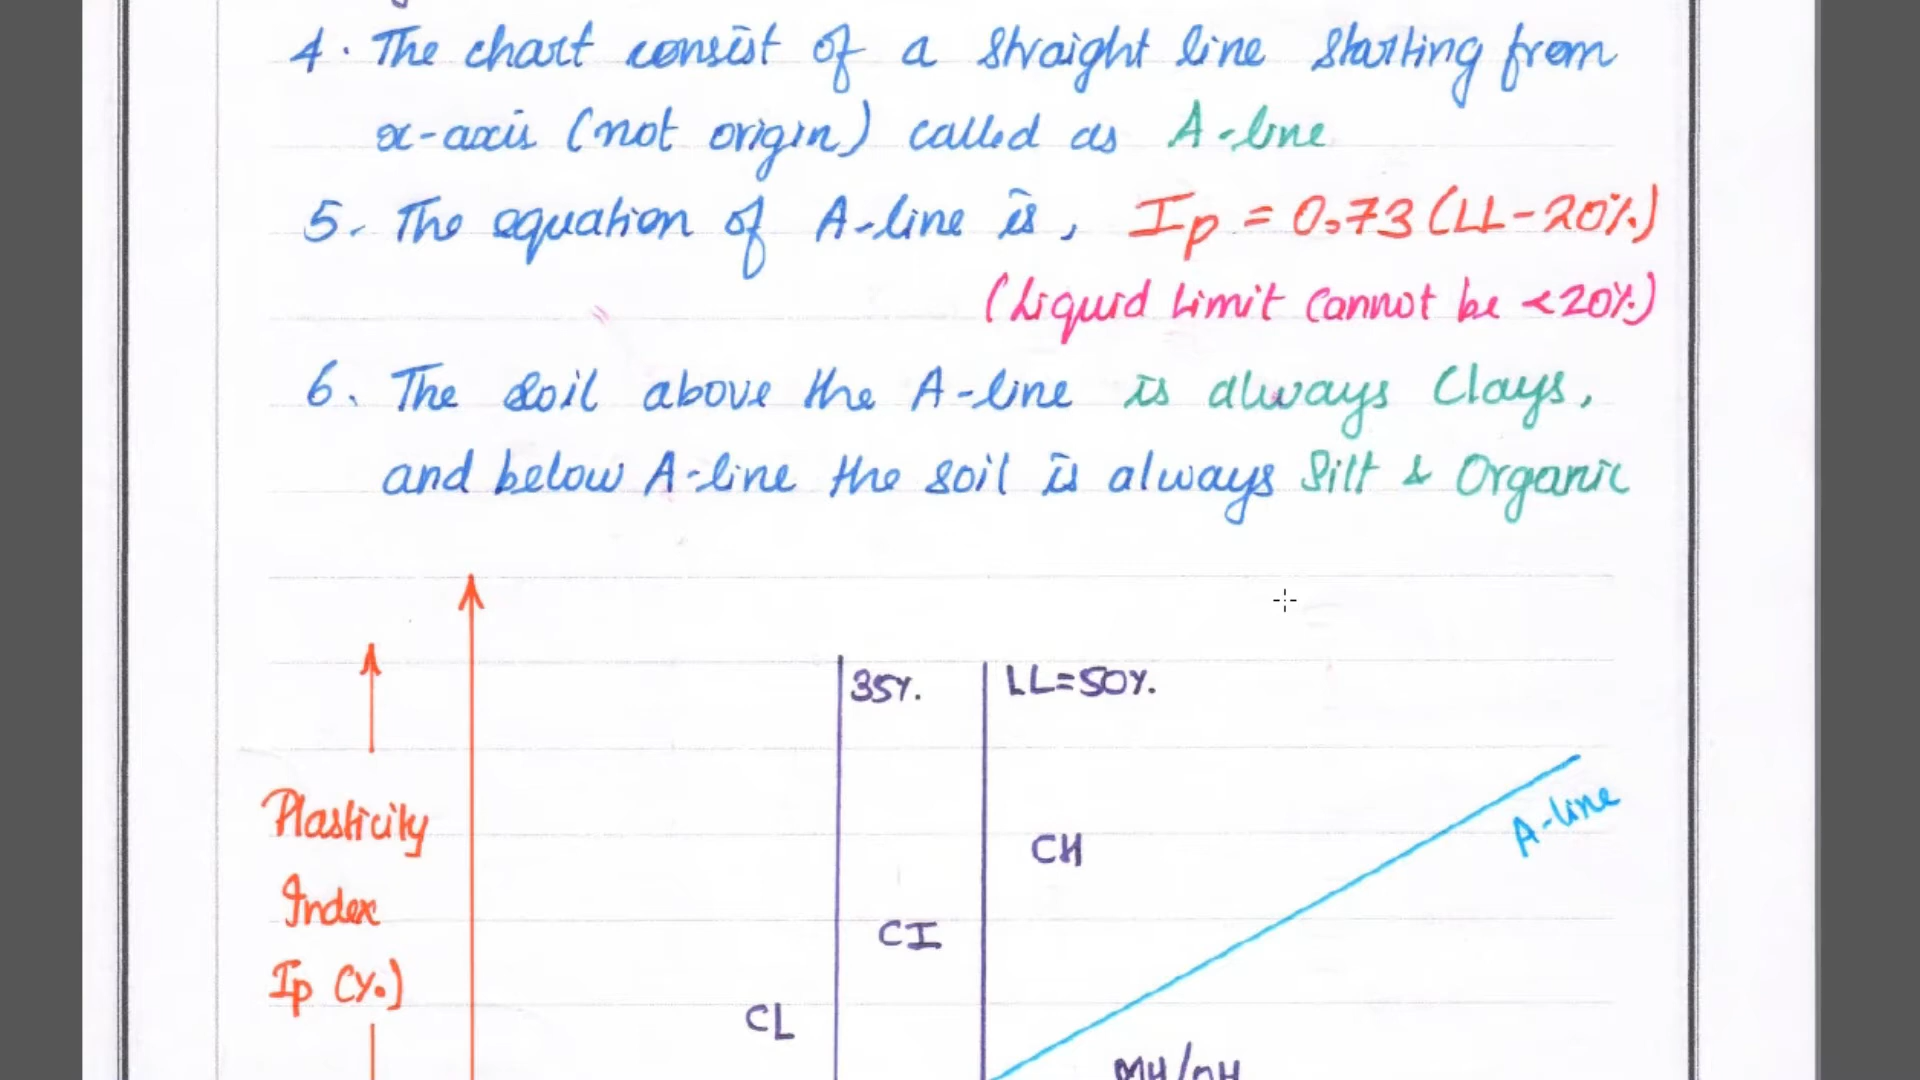 4. The chart consist of a straight line starting from
x-axis (not origin) called as A-line
5. The equation of A-line is, Ip = 0.73 (LL-20%)
(Liquid Limit Cannot be <20%)
6. The soil above the A-line is always Clays,
and below A-line the soil is always Silt & Organic
35%.
LL=50%.
A-line
Plasticity
CH
Index
CI
Ip (%)
CL
MH/OH